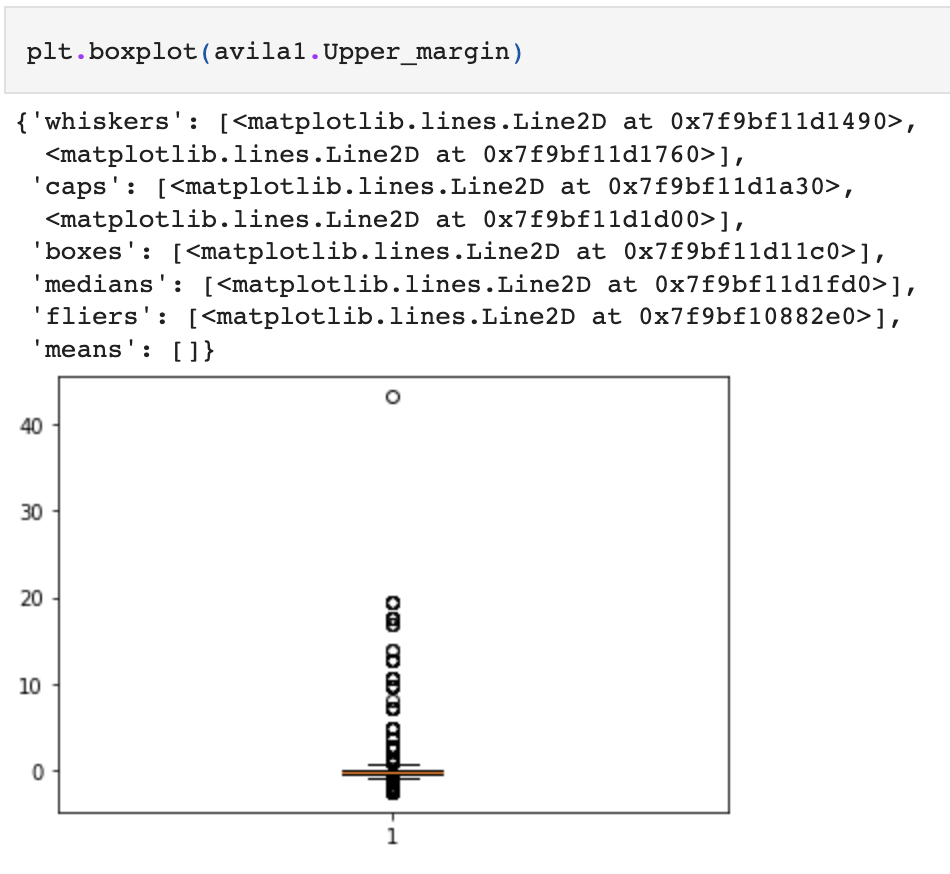 plt.boxplot(avila1.Upper_margin)
{'whiskers': [<matplotlib.lines.Line2D at 0x7f9bf11d1490>,
<matplotlib.lines.Line2D at 0x7f9bf11d1760>],
'caps': [<matplotlib.lines.Line2D at 0x7f9bf11d1a30>,
<matplotlib.lines.Line2D at 0x7f9bf11d1d00>],
'boxes': [<matplotlib.lines.Line2D at 0x7f9bf11d11c0>],
'medians': [<matplotlib.lines.Line2D at 0x7f9bf11d1fd0>],
'fliers': [<matplotlib.lines.Line2D at 0x7f9bf10882e0>],
'means': []}
40
30
20
10
0
1